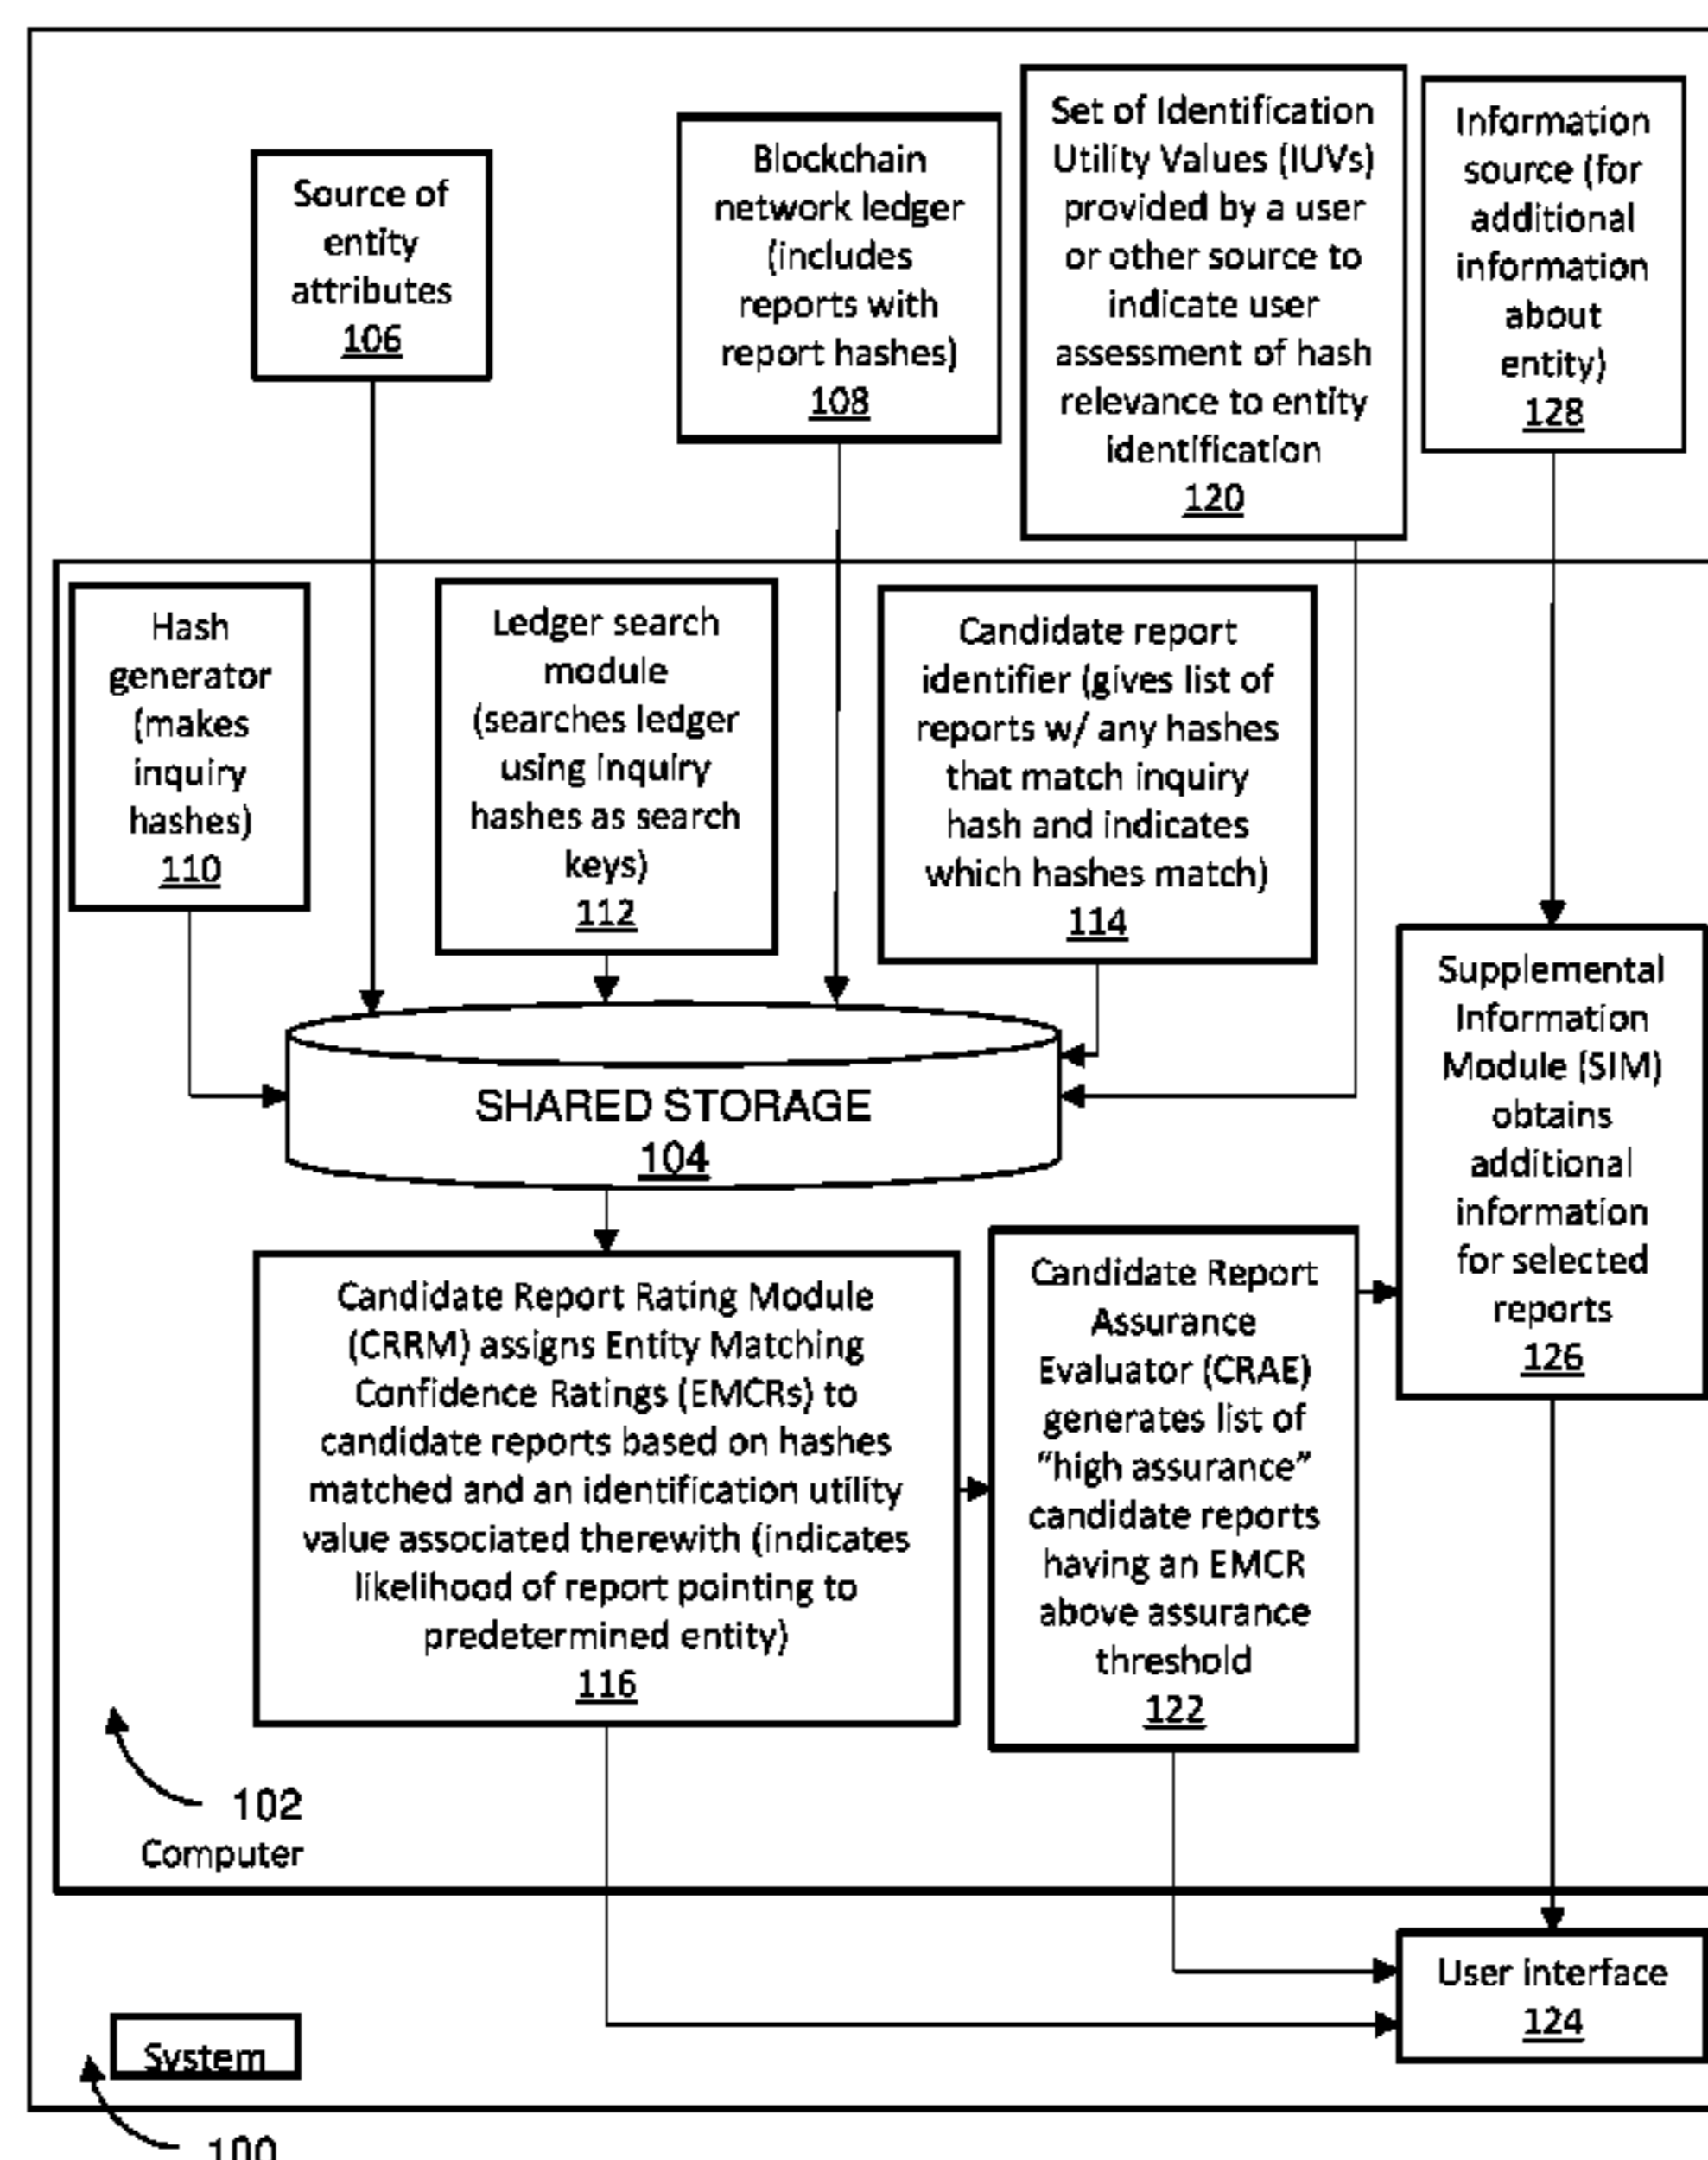 Source of
entity
attributes
106
Blockchain
network ledger
(includes
reports with
report hashes)
108
Set of Identification
Utility Values (IUVs)
provided by a user
or other source to
indicate user
assessment of hash
relevance to entity
identification
120
Information
source (for
additional
information
about
entity)
128
Hash
generator
(makes
inquiry
hashes)
110
Ledger search
module
(searches ledger
using inquiry
hashes as search
keys)
112
Candidate report
identifier (gives list of
reports w/ any hashes
that match inquiry
hash and indicates
which hashes match)
114
Supplemental
Information
Module (SIM)
obtains
additional
information
for selected
reports
126
SHARED STORAGE
104
Candidate Report Rating Module
(CRRM) assigns Entity Matching
Confidence Ratings (EMCRs) to
candidate reports based on hashes
matched and an identification utility
value associated therewith (indicates
likelihood of report pointing to
predetermined entity)
116
Candidate Report
Assurance
Evaluator (CRAE)
generates list of
“high assurance”
candidate reports
having an EMCR
above assurance
threshold
122
102
Computer
User interface
124
System
100